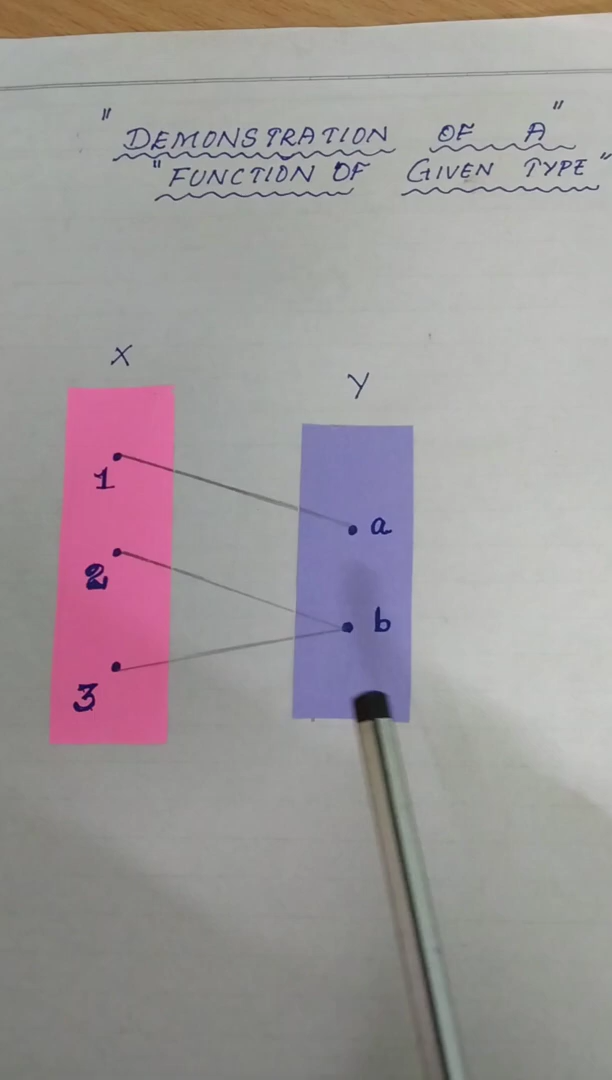 "DEMONSTRATION OF A"
"FUNCTION OF GIVEN TYPE"
X
Y
1
a
2
b
3